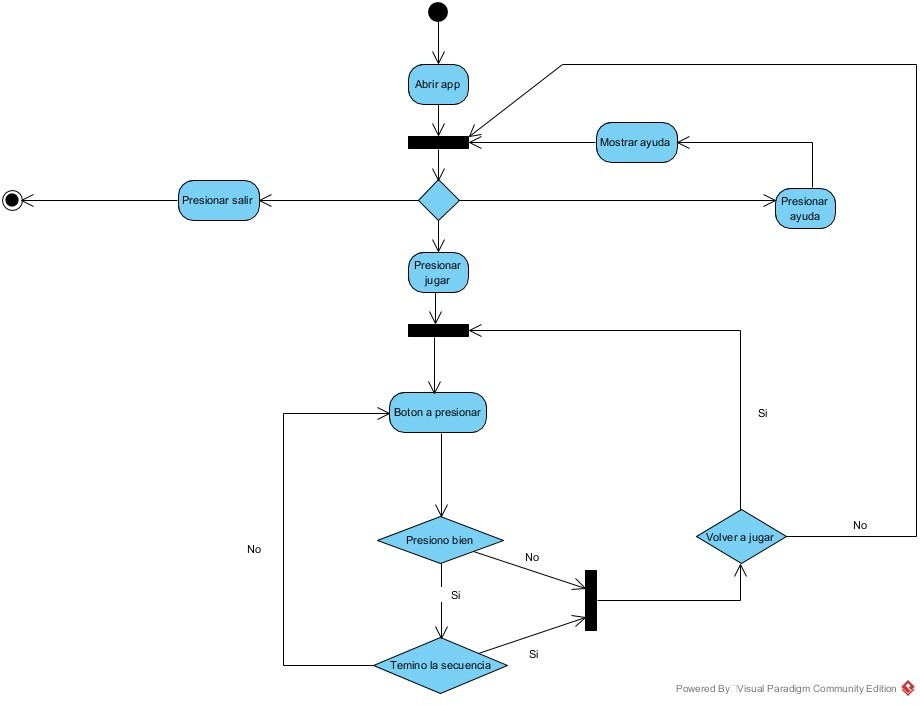 Abrir app
Mostrar ayuda
Presionar salir
Presionar
ayuda
Presionar
jugar
Boton a presionar
Si
Presiono bien
No
Volver a jugar
No
No
Si
Temino la secuencia
Si
Powered By Visual Paradigm Community Edition